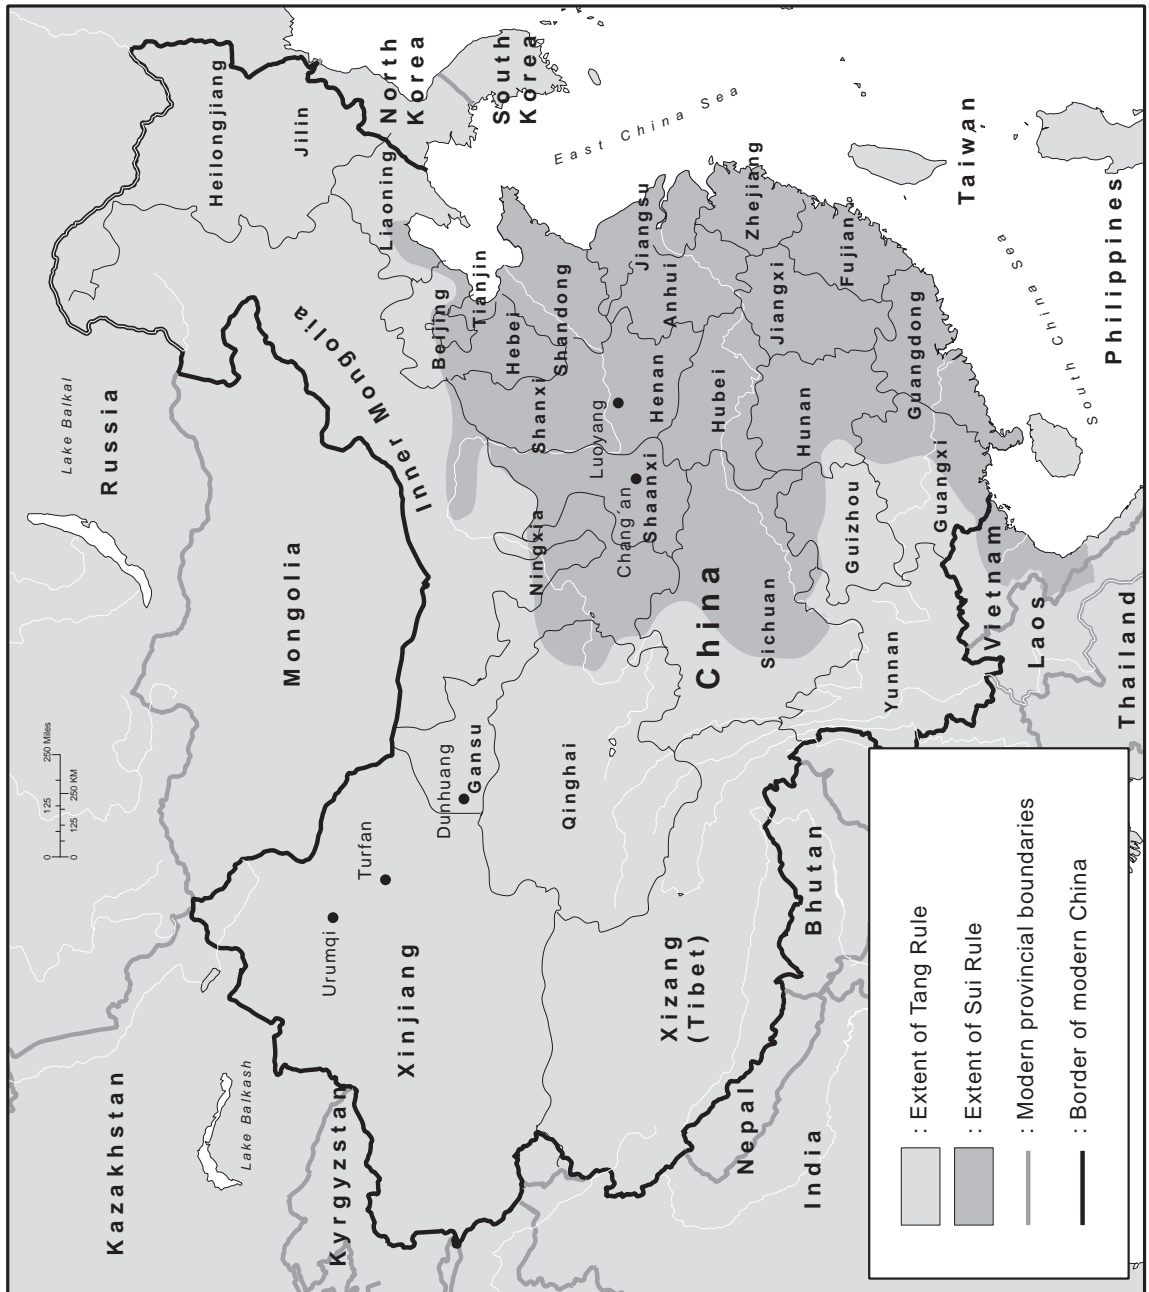 0 125 250 Miles
0 125 250 KM
Lake Balkal
Russia
Kazakhstan
Heilongjiang
Lake Balkash
Mongolia
Jilin
Urumqi
Kyrgyzstan
Turfan
Inner Mongolia
North
Korea
Liaoning
Xinjiang
Dunhuang
Gansu
Beijing
Tianjin
South
Korea
Hebei
Ningxia
Shanxi
Shandong
Qinghai
East China Sea
Luoyang
Chang'an
Shaanxi
Henan
Jiangsu
Anhui
Xizang
(Tibet)
China
Hubei
Zhejiang
Sichuan
Jiangxi
Nepal
Hunan
India
Bhutan
Guizhou
Fujian
Yunnan
Guangdong
Guangxi
Taiwan
Vietnam
Laos
South China Sea
Philippines
Thailand
: Extent of Tang Rule
: Extent of Sui Rule
: Modern provincial boundaries
: Border of modern China